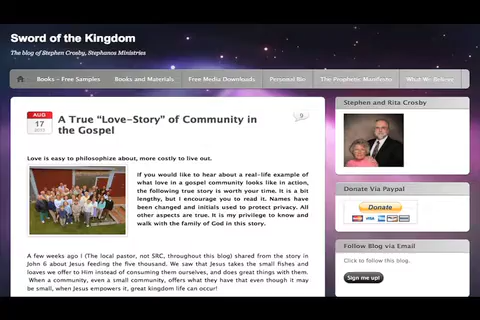 Sword of the Kingdom
The blog of Stephen Crosby, Stephanos Ministries
Books – Free Samples
Books and Materials
Free Media Downloads
Personal Bio
The Prophetic Manifesto
What We Believe
AUG
17
2011
A True “Love-Story” of Community in
the Gospel
9
Love is easy to philosophize about, more costly to live out.
If you would like to hear about a real-life example of
what love in a gospel community looks like in action,
the following true story is worth your time. It is a bit
lengthy, but I encourage you to read it. Names have
been changed and initials used to protect privacy. All
other aspects are true. It is my privilege to know and
walk with the family of God in this story.
A few weeks ago I (The local pastor, not SRC, throughout this blog) shared from the story in
John 6 about Jesus feeding the five thousand. We saw that Jesus takes the small fishes and
loaves we offer to Him instead of consuming them ourselves, and does great things with them.
When a community, even a small community, offers what they have that even though it may
be small, when Jesus empowers it, great kingdom life can occur!
Stephen and Rita Crosby
Donate Via Paypal
Donate
Follow Blog via Email
Click to follow this blog.
Sign me up!